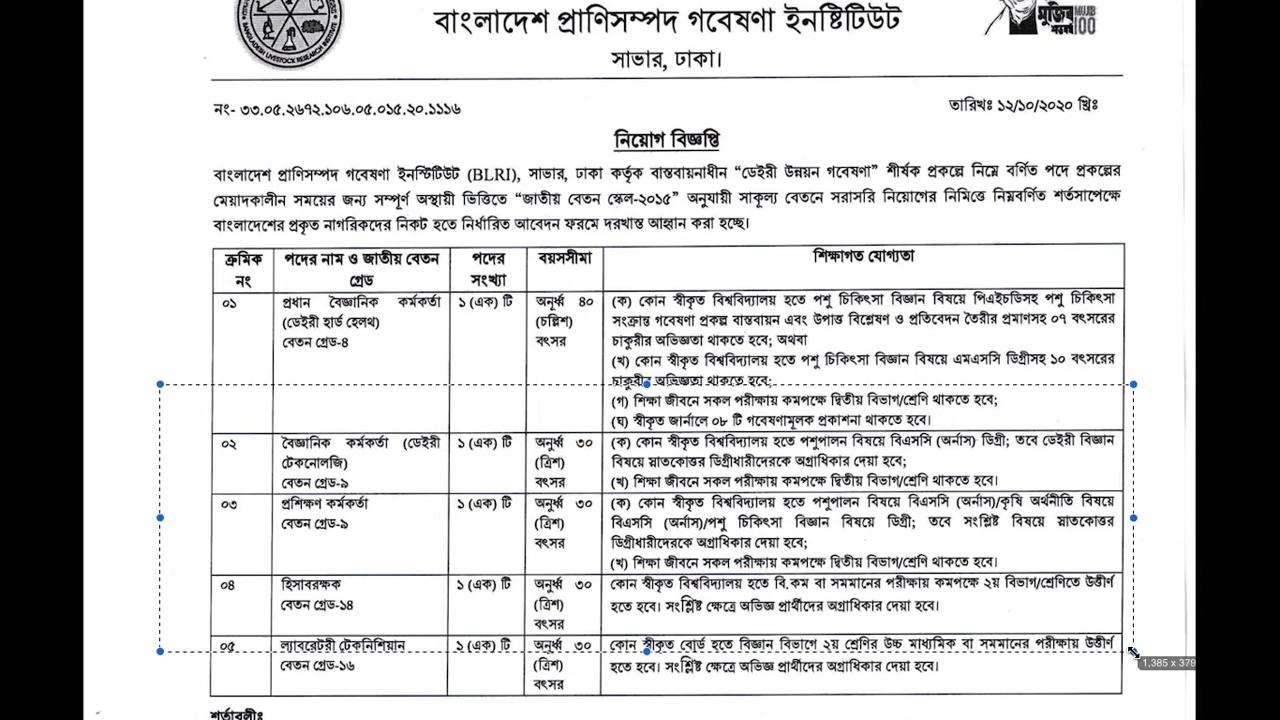 BANGLADESH LIVESTOCK RESEARCH INSTITUTE
বাংলাদেশ প্রাণিসম্পদ গবেষণা ইনষ্টিটিউট
মুজিব MUJIB
শতবর্ষ 100
সাভার, ঢাকা।
নং- ৩৩.০৫.২৬৭২.১০৬.০৫.০১৫.২০.১১১৬
তারিখঃ ১২/১০/২০২০ খ্রিঃ
নিয়োগ বিজ্ঞপ্তি
বাংলাদেশ প্রাণিসম্পদ গবেষণা ইনস্টিটিউট (BLRI), সাভার, ঢাকা কর্তৃক বাস্তবায়নাধীন “ডেইরী উন্নয়ন গবেষণা” শীর্ষক প্রকল্পে নিম্নে বর্ণিত পদে প্রকল্পের
মেয়াদকালীন সময়ের জন্য সম্পূর্ণ অস্থায়ী ভিত্তিতে “জাতীয় বেতন স্কেল-২০১৫” অনুযায়ী সাকূল্য বেতনে সরাসরি নিয়োগের নিমিত্তে নিম্নবর্ণিত শর্তসাপেক্ষে
বাংলাদেশের প্রকৃত নাগরিকদের নিকট হতে নির্ধারিত আবেদন ফরমে দরখাস্ত আহ্বান করা হচ্ছে।
ক্রমিক নং
পদের নাম ও জাতীয় বেতন গ্রেড
পদের সংখ্যা
বয়সসীমা
শিক্ষাগত যোগ্যতা
০১
প্রধান বৈজ্ঞানিক কর্মকর্তা
(ডেইরী হার্ড হেলথ)
বেতন গ্রেড-৪
১ (এক) টি
অনূর্ধ্ব ৪০
(চল্লিশ)
বৎসর
(ক) কোন স্বীকৃত বিশ্ববিদ্যালয় হতে পশু চিকিৎসা বিজ্ঞান বিষয়ে পিএইচডিসহ পশু চিকিৎসা
সংক্রান্ত গবেষণা প্রকল্প বাস্তবায়ন এবং উপাত্ত বিশ্লেষণ ও প্রতিবেদন তৈরীর প্রমাণসহ ০৭ বৎসরের
চাকুরীর অভিজ্ঞতা থাকতে হবে; অথবা
(খ) কোন স্বীকৃত বিশ্ববিদ্যালয় হতে পশু চিকিৎসা বিজ্ঞান বিষয়ে এমএসসি ডিগ্রীসহ ১০ বৎসরের
চাকুরীর অভিজ্ঞতা থাকতে হবে;
(গ) শিক্ষা জীবনে সকল পরীক্ষায় কমপক্ষে দ্বিতীয় বিভাগ/শ্রেণি থাকতে হবে;
(ঘ) স্বীকৃত জার্নালে ০৮ টি গবেষণামূলক প্রকাশনা থাকতে হবে।
০২
বৈজ্ঞানিক কর্মকর্তা (ডেইরী
টেকনোলজি)
বেতন গ্রেড-৯
১ (এক) টি
অনূর্ধ্ব ৩০
(ত্রিশ)
বৎসর
(ক) কোন স্বীকৃত বিশ্ববিদ্যালয় হতে পশুপালন বিষয়ে বিএসসি (অর্নাস) ডিগ্রী; তবে ডেইরী বিজ্ঞান
বিষয়ে স্নাতকোত্তর ডিগ্রীধারীদেরকে অগ্রাধিকার দেয়া হবে;
(খ) শিক্ষা জীবনে সকল পরীক্ষায় কমপক্ষে দ্বিতীয় বিভাগ/শ্রেণি থাকতে হবে।
০৩
প্রশিক্ষণ কর্মকর্তা
বেতন গ্রেড-৯
১ (এক) টি
অনূর্ধ্ব ৩০
(ত্রিশ)
বৎসর
(ক) কোন স্বীকৃত বিশ্ববিদ্যালয় হতে পশুপালন বিষয়ে বিএসসি (অর্নাস)/কৃষি অর্থনীতি বিষয়ে
বিএসসি (অর্নাস)/পশু চিকিৎসা বিজ্ঞান বিষয়ে ডিগ্রী; তবে সংশ্লিষ্ট বিষয়ে স্নাতকোত্তর
ডিগ্রীধারীদেরকে অগ্রাধিকার দেয়া হবে;
(খ) শিক্ষা জীবনে সকল পরীক্ষায় কমপক্ষে দ্বিতীয় বিভাগ/শ্রেণি থাকতে হবে।
০৪
হিসাবরক্ষক
বেতন গ্রেড-১৪
১ (এক) টি
অনূর্ধ্ব ৩০
(ত্রিশ)
বৎসর
কোন স্বীকৃত বিশ্ববিদ্যালয় হতে বি.কম বা সমমানের পরীক্ষায় কমপক্ষে ২য় বিভাগ/শ্রেণিতে উত্তীর্ণ
হতে হবে। সংশ্লিষ্ট ক্ষেত্রে অভিজ্ঞ প্রার্থীদের অগ্রাধিকার দেয়া হবে।
০৫
ল্যাবরেটরী টেকনিশিয়ান
বেতন গ্রেড-১৬
১ (এক) টি
অনূর্ধ্ব ৩০
(ত্রিশ)
বৎসর
কোন স্বীকৃত বোর্ড হতে বিজ্ঞান বিভাগে ২য় শ্রেণির উচ্চ মাধ্যমিক বা সমমানের পরীক্ষায় উত্তীর্ণ
হতে হবে। সংশ্লিষ্ট ক্ষেত্রে অভিজ্ঞ প্রার্থীদের অগ্রাধিকার দেয়া হবে।
1,385 x 379
শর্তাবলীঃ